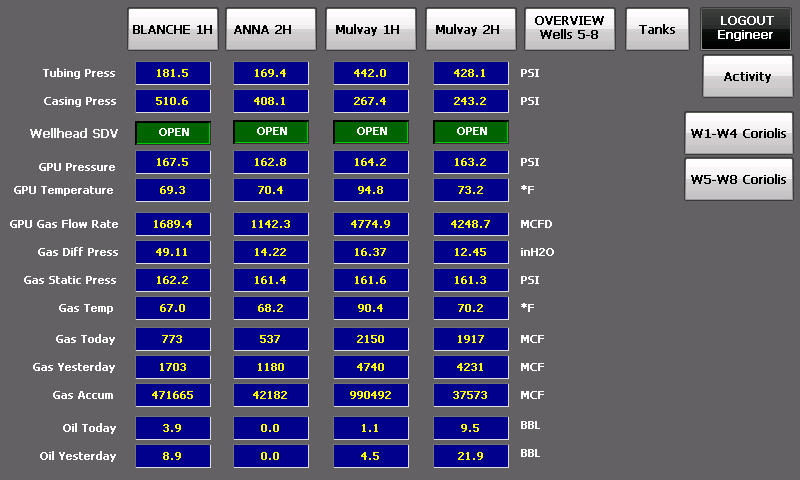 BLANCHE 1H ANNA 2H Mulvay 1H Mulvay 2H OVERVIEW Wells 5-8 Tanks LOGOUT Engineer
Tubing Press 181.5 169.4 442.0 428.1 PSI
Activity
Casing Press 510.6 408.1 267.4 243.2 PSI
Wellhead SDV OPEN OPEN OPEN OPEN
W1-W4 Coriolis
GPU Pressure 167.5 162.8 164.2 163.2 PSI
W5-W8 Coriolis
GPU Temperature 69.3 70.4 94.8 73.2 *F
GPU Gas Flow Rate 1689.4 1142.3 4774.9 4248.7 MCFD
Gas Diff Press 49.11 14.22 16.37 12.45 inH2O
Gas Static Press 162.2 161.4 161.6 161.3 PSI
Gas Temp 67.0 68.2 90.4 70.2 *F
Gas Today 773 537 2150 1917 MCF
Gas Yesterday 1703 1180 4740 4231 MCF
Gas Accum 471665 42182 990492 37573 MCF
Oil Today 3.9 0.0 1.1 9.5 BBL
Oil Yesterday 8.9 0.0 4.5 21.9 BBL